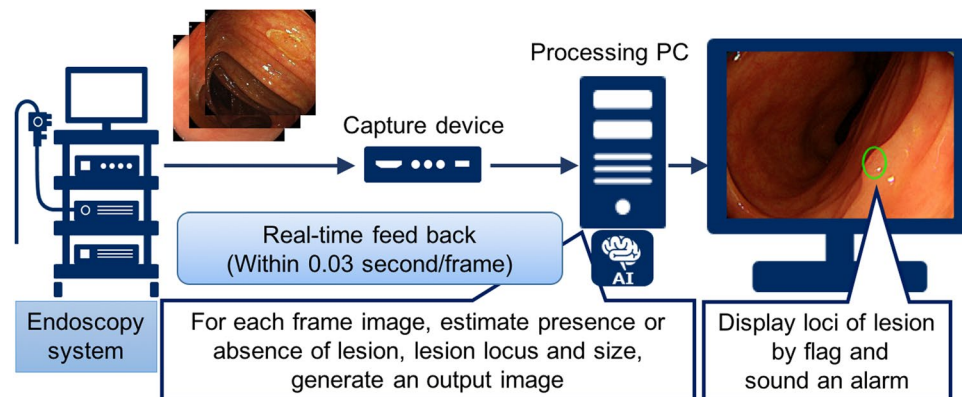 Processing PC
Capture device
Real-time feed back
(Within 0.03 second/frame)
AI
Endoscopy
system
For each frame image, estimate presence or
absence of lesion, lesion locus and size,
generate an output image
Display loci of lesion
by flag and
sound an alarm